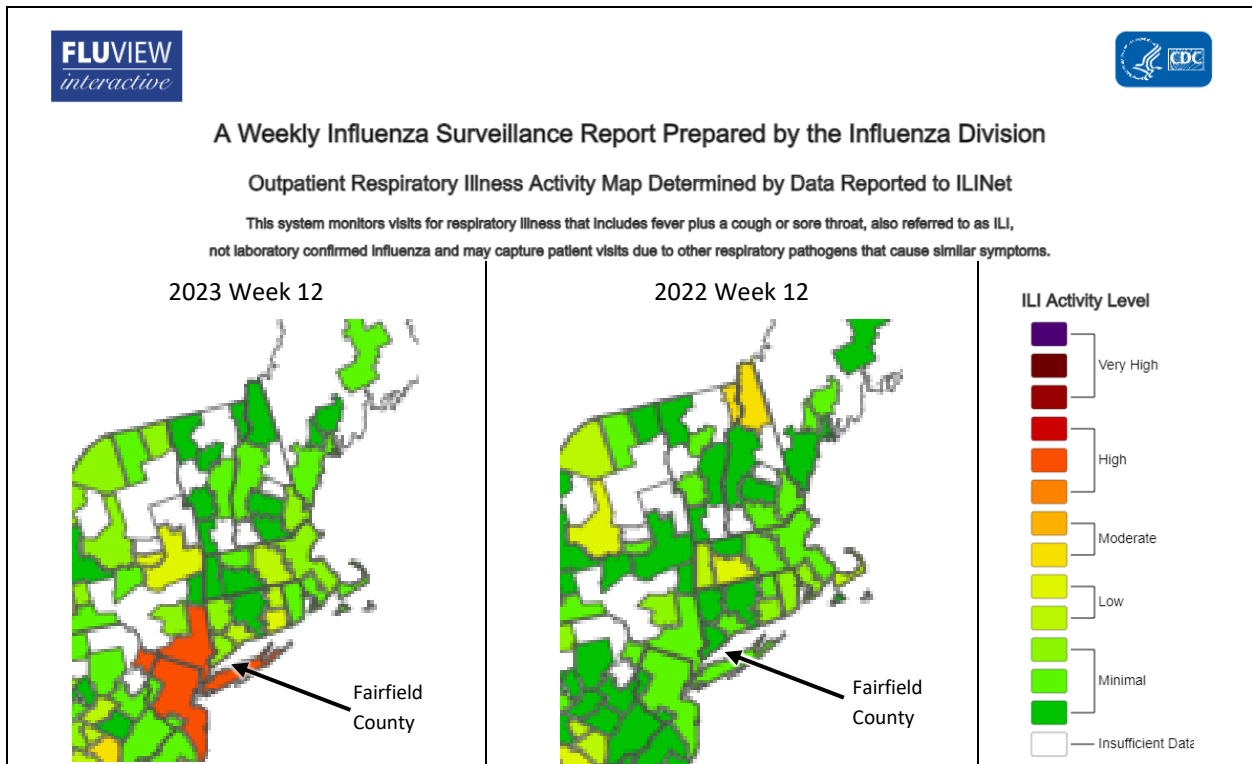 FLUVIEW
interactive
CDC
A Weekly Influenza Surveillance Report Prepared by the Influenza Division
Outpatient Respiratory Illness Activity Map Determined by Data Reported to ILINet
This system monitors visits for respiratory illness that includes fever plus a cough or sore throat, also referred to as ILI,
not laboratory confirmed influenza and may capture patient visits due to other respiratory pathogens that cause similar symptoms.
2023 Week 12
Fairfield
County
2022 Week 12
Fairfield
County
ILI Activity Level
Very High
High
Moderate
Low
Minimal
Insufficient Data